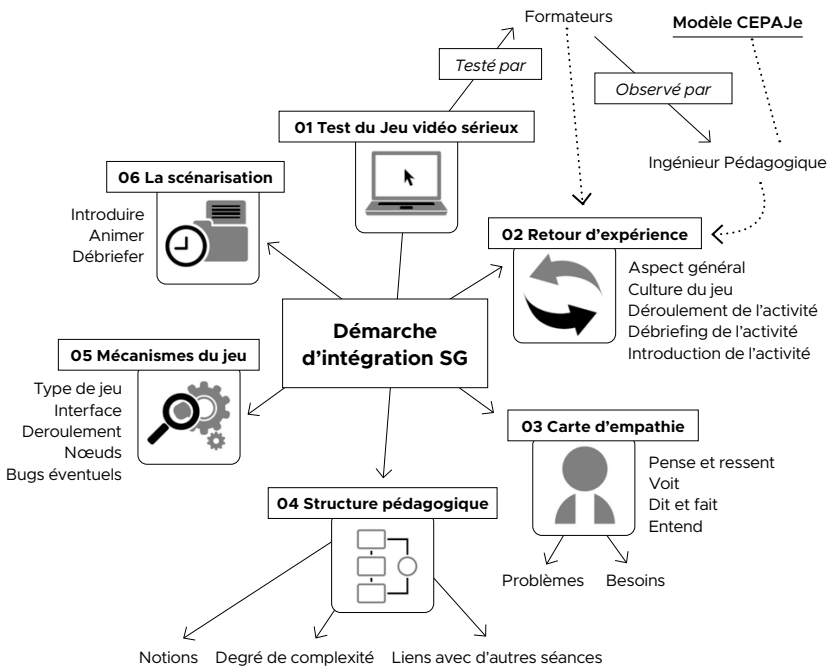 Formateurs
Modèle CEPAJe
Testé par
Observé par
01 Test du Jeu vidéo sérieux
Ingénieur Pédagogique
06 La scénarisation
Introduire
Animer
Débriefer
02 Retour d'expérience
Aspect général
Culture du jeu
Déroulement de l'activité
Débriefing de l'activité
Introduction de l'activité
Démarche
d'intégration SG
05 Mécanismes du jeu
Type de jeu
Interface
Deroulement
Nœuds
Bugs éventuels
03 Carte d'empathie
Pense et ressent
Voit
Dit et fait
Entend
04 Structure pédagogique
Problèmes
Besoins
Notions
Degré de complexité
Liens avec d'autres séances